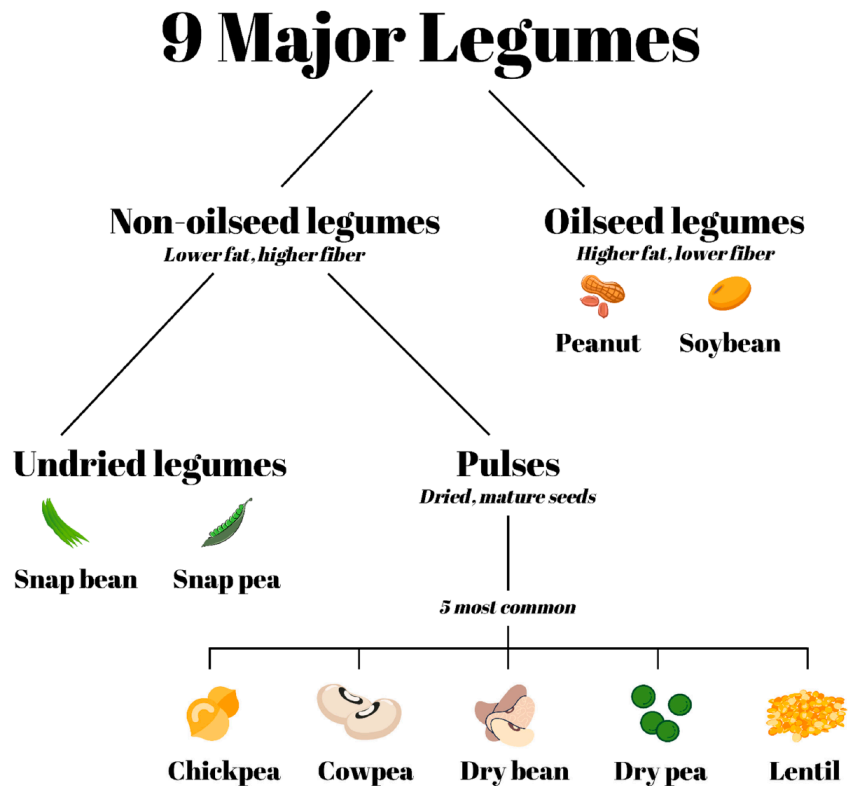 9 Major Legumes
Non-oilseed legumes
Lower fat, higher fiber
Oilseed legumes
Higher fat, lower fiber
Peanut
Soybean
Undried legumes
Snap bean
Snap pea
Pulses
Dried, mature seeds
5 most common
Chickpea
Cowpea
Dry bean
Dry pea
Lentil